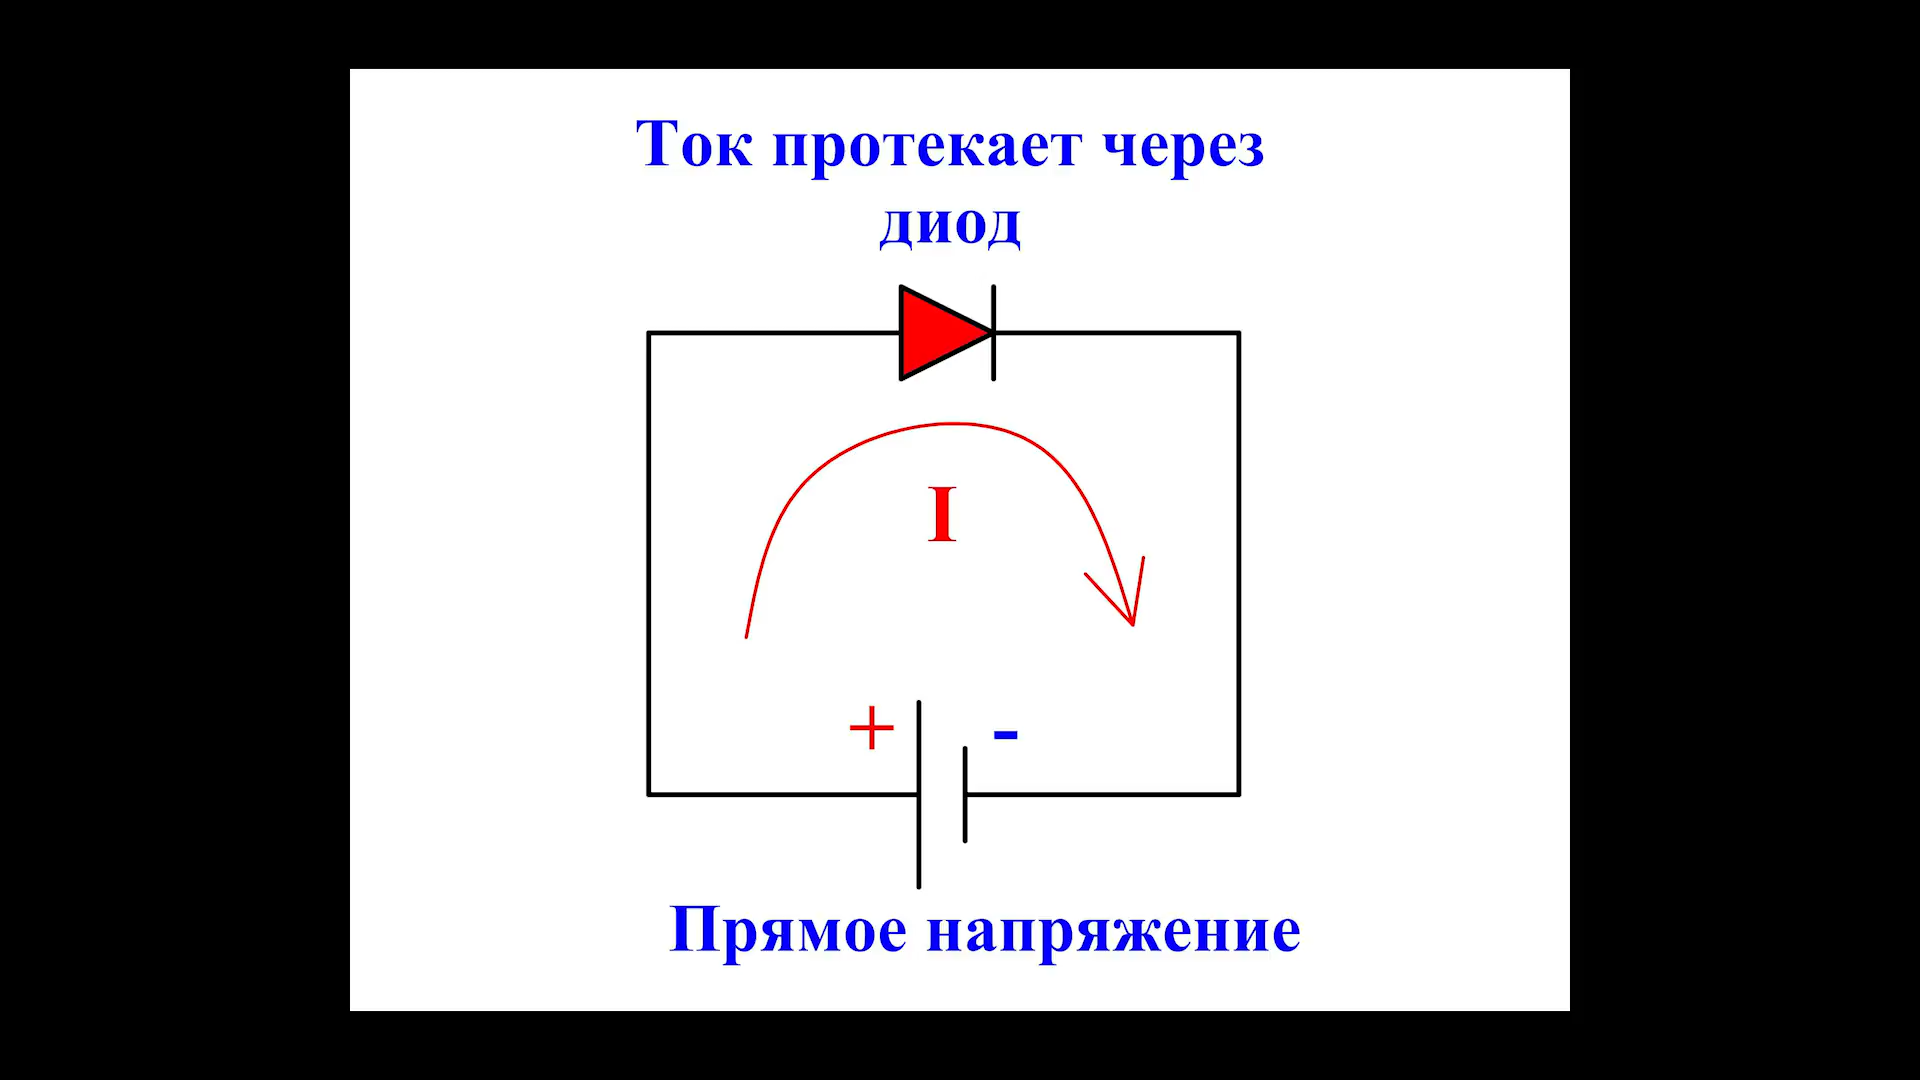 Ток протекает через
диод
I
+ -
Прямое напряжение